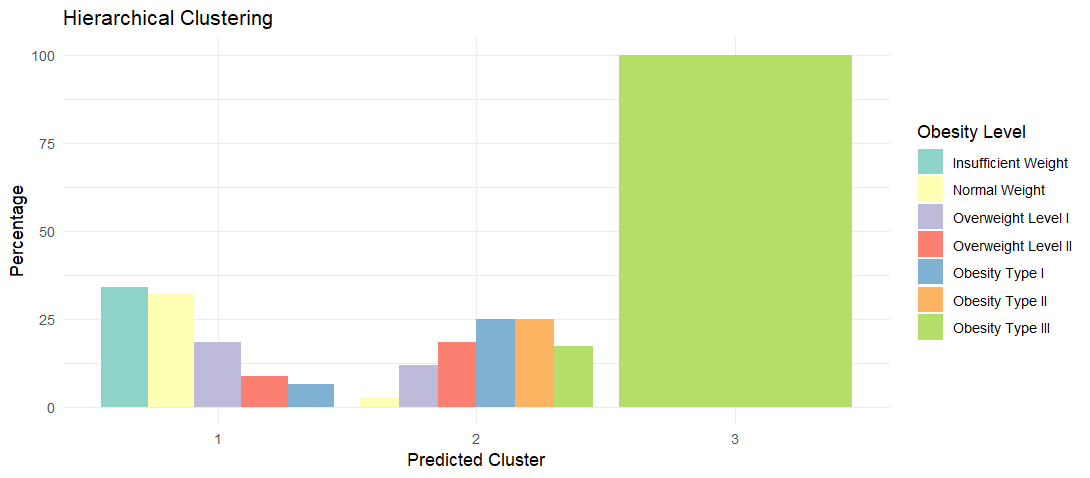 Hierarchical Clustering
Percentage
100
75
50
25
0
1 2 3
Predicted Cluster
Obesity Level
Insufficient Weight
Normal Weight
Overweight Level I
Overweight Level II
Obesity Type I
Obesity Type II
Obesity Type III